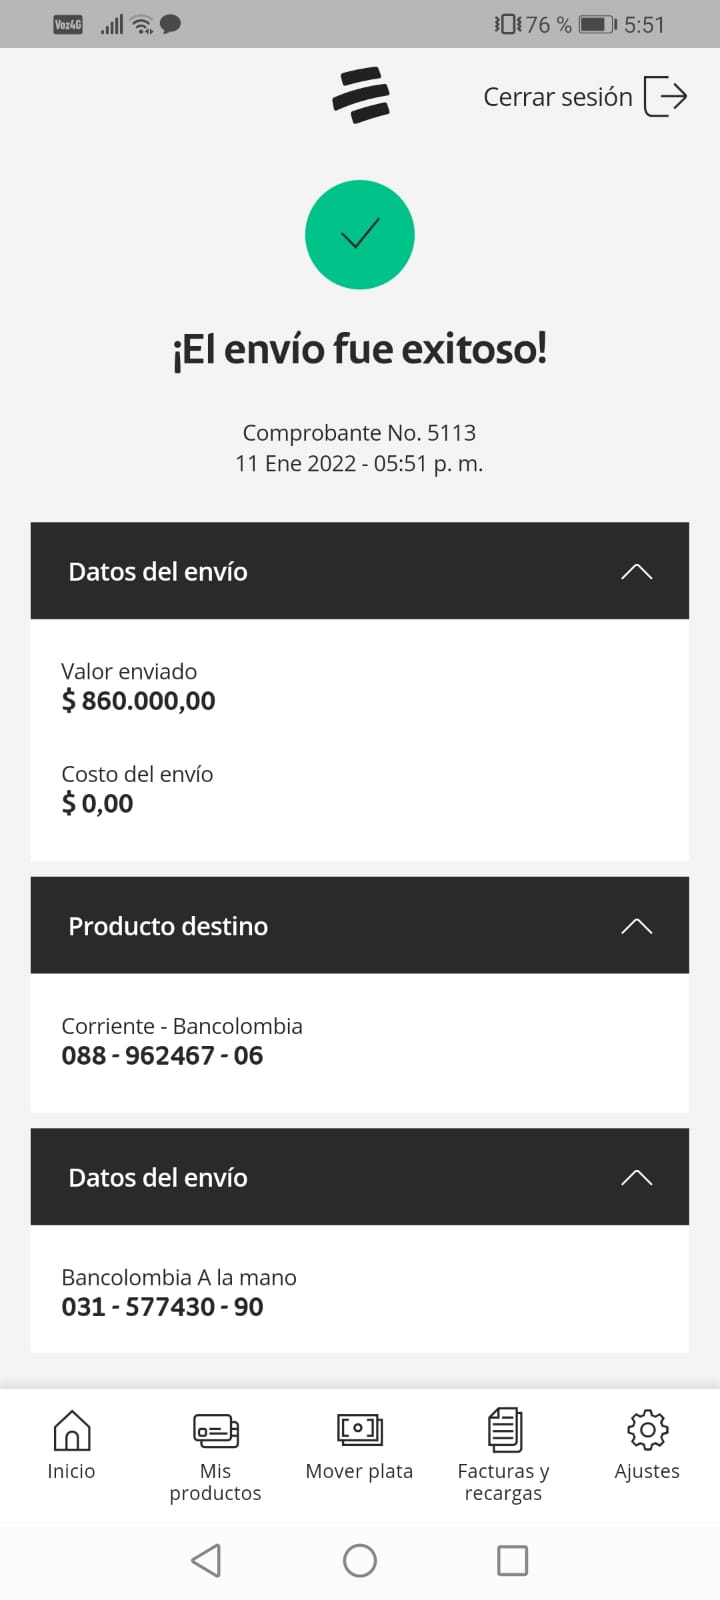 Voz4G 76 % 5:51
Cerrar sesión
¡El envío fue exitoso!
Comprobante No. 5113
11 Ene 2022 - 05:51 p. m.
Datos del envío
Valor enviado
$ 860.000,00
Costo del envío
$ 0,00
Producto destino
Corriente - Bancolombia
088 - 962467 - 06
Datos del envío
Bancolombia A la mano
031 - 577430 - 90
Inicio
Mis
productos
Mover plata
Facturas y
recargas
Ajustes